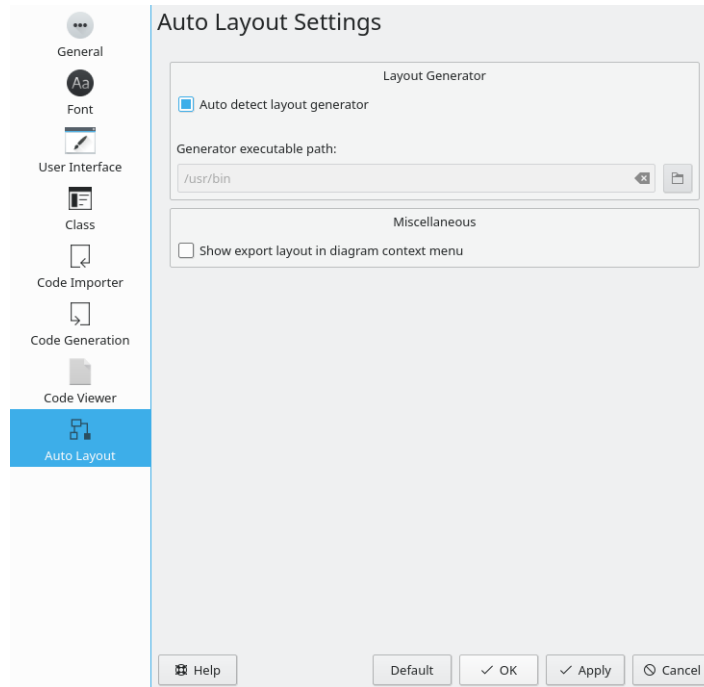 Auto Layout Settings
General
Aa
Font
User Interface
Class
Code Importer
Code Generation
Code Viewer
Auto Layout
Layout Generator
Auto detect layout generator
Generator executable path:
/usr/bin
Miscellaneous
Show export layout in diagram context menu
Help
Default
OK
Apply
Cancel